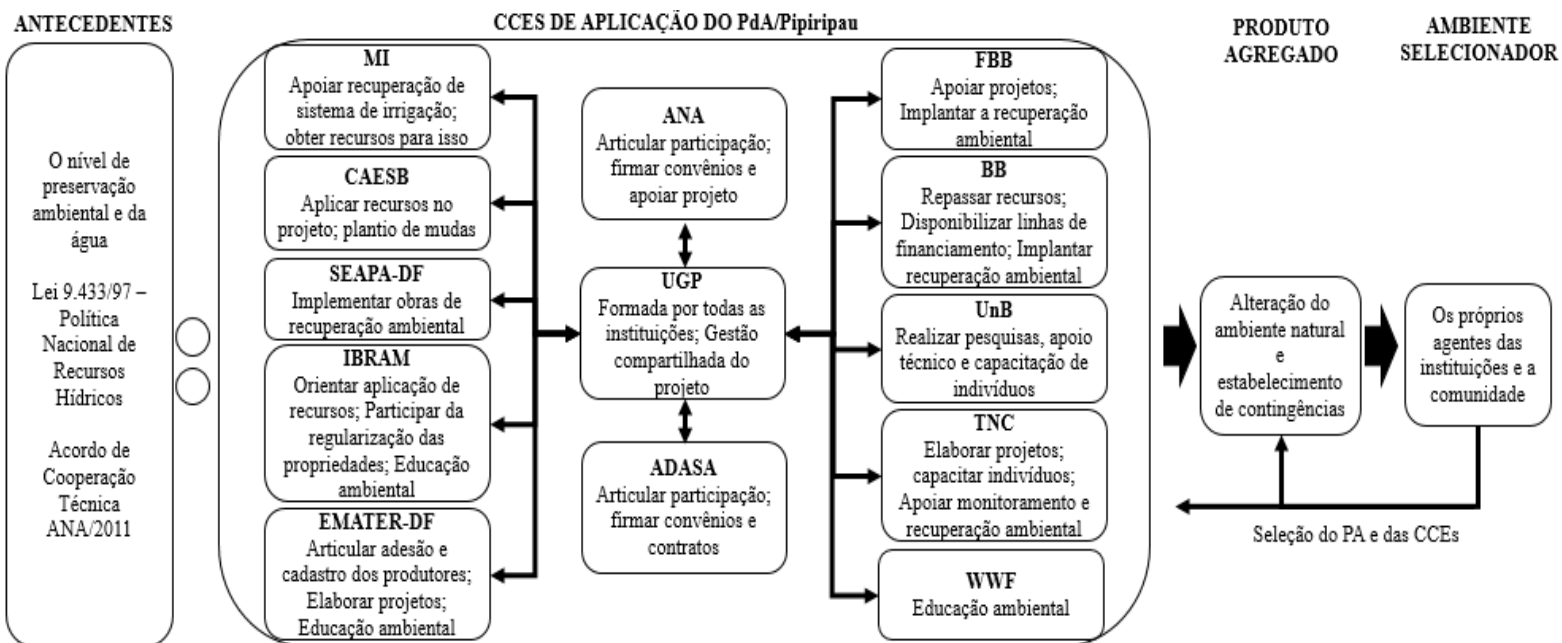 ANTECEDENTES
O nível de
preservação
ambiental e da
água
Lei 9.433/97 –
Política
Nacional de
Recursos
Hídricos
Acordo de
Cooperação
Técnica
ANA/2011
CCES DE APLICAÇÃO DO PdA/Pipiripau
MI
Apoiar recuperação de
sistema de irrigação;
obter recursos para isso
CAESB
Aplicar recursos no
projeto; plantio de mudas
SEAPA-DF
Implementar obras de
recuperação ambiental
IBRAM
Orientar aplicação de
recursos; Participar da
regularização das
propriedades; Educação
ambiental
EMATER-DF
Articular adesão e
cadastro dos produtores;
Elaborar projetos;
Educação ambiental
ANA
Articular participação;
firmar convênios e
apoiar projeto
UGP
Formada por todas as
instituições; Gestão
compartilhada do
projeto
ADASA
Articular participação;
firmar convênios e
contratos
FBB
Apoiar projetos;
Implantar a recuperação
ambiental
BB
Repassar recursos;
Disponibilizar linhas de
financiamento; Implantar
recuperação ambiental
UnB
Realizar pesquisas, apoio
técnico e capacitação de
indivíduos
TNC
Elaborar projetos;
capacitar indivíduos;
Apoiar monitoramento e
recuperação ambiental
WWF
Educação ambiental
PRODUTO
AGREGADO
Alteração do
ambiente natural
e
estabelecimento
de contingências
AMBIENTE
SELECIONADOR
Os próprios
agentes das
instituições e a
comunidade
Seleção do PA e das CCEs